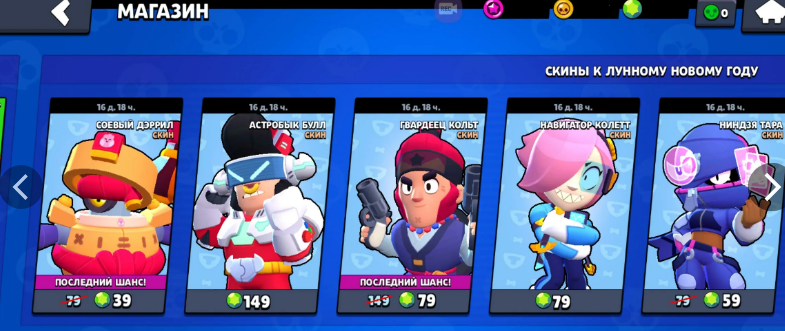 МАГАЗИН
REC
0
СКИНЫ К ЛУННОМУ НОВОМУ ГОДУ
16 д. 18 ч.
СОЕВЫЙ ДЭРРИЛ
СКИН
ПОСЛЕДНИЙ ШАНС!
79 39
16 д. 18 ч.
АСТРОБЫК БУЛЛ
СКИН
149
16 д. 18 ч.
ГВАРДЕЕЦ КОЛЬТ
СКИН
ПОСЛЕДНИЙ ШАНС!
149 79
16 д. 18 ч.
НАВИГАТОР КОЛЕТТ
СКИН
79
16 д. 18 ч.
НИНДЗЯ ТАРА
СКИН
79 59